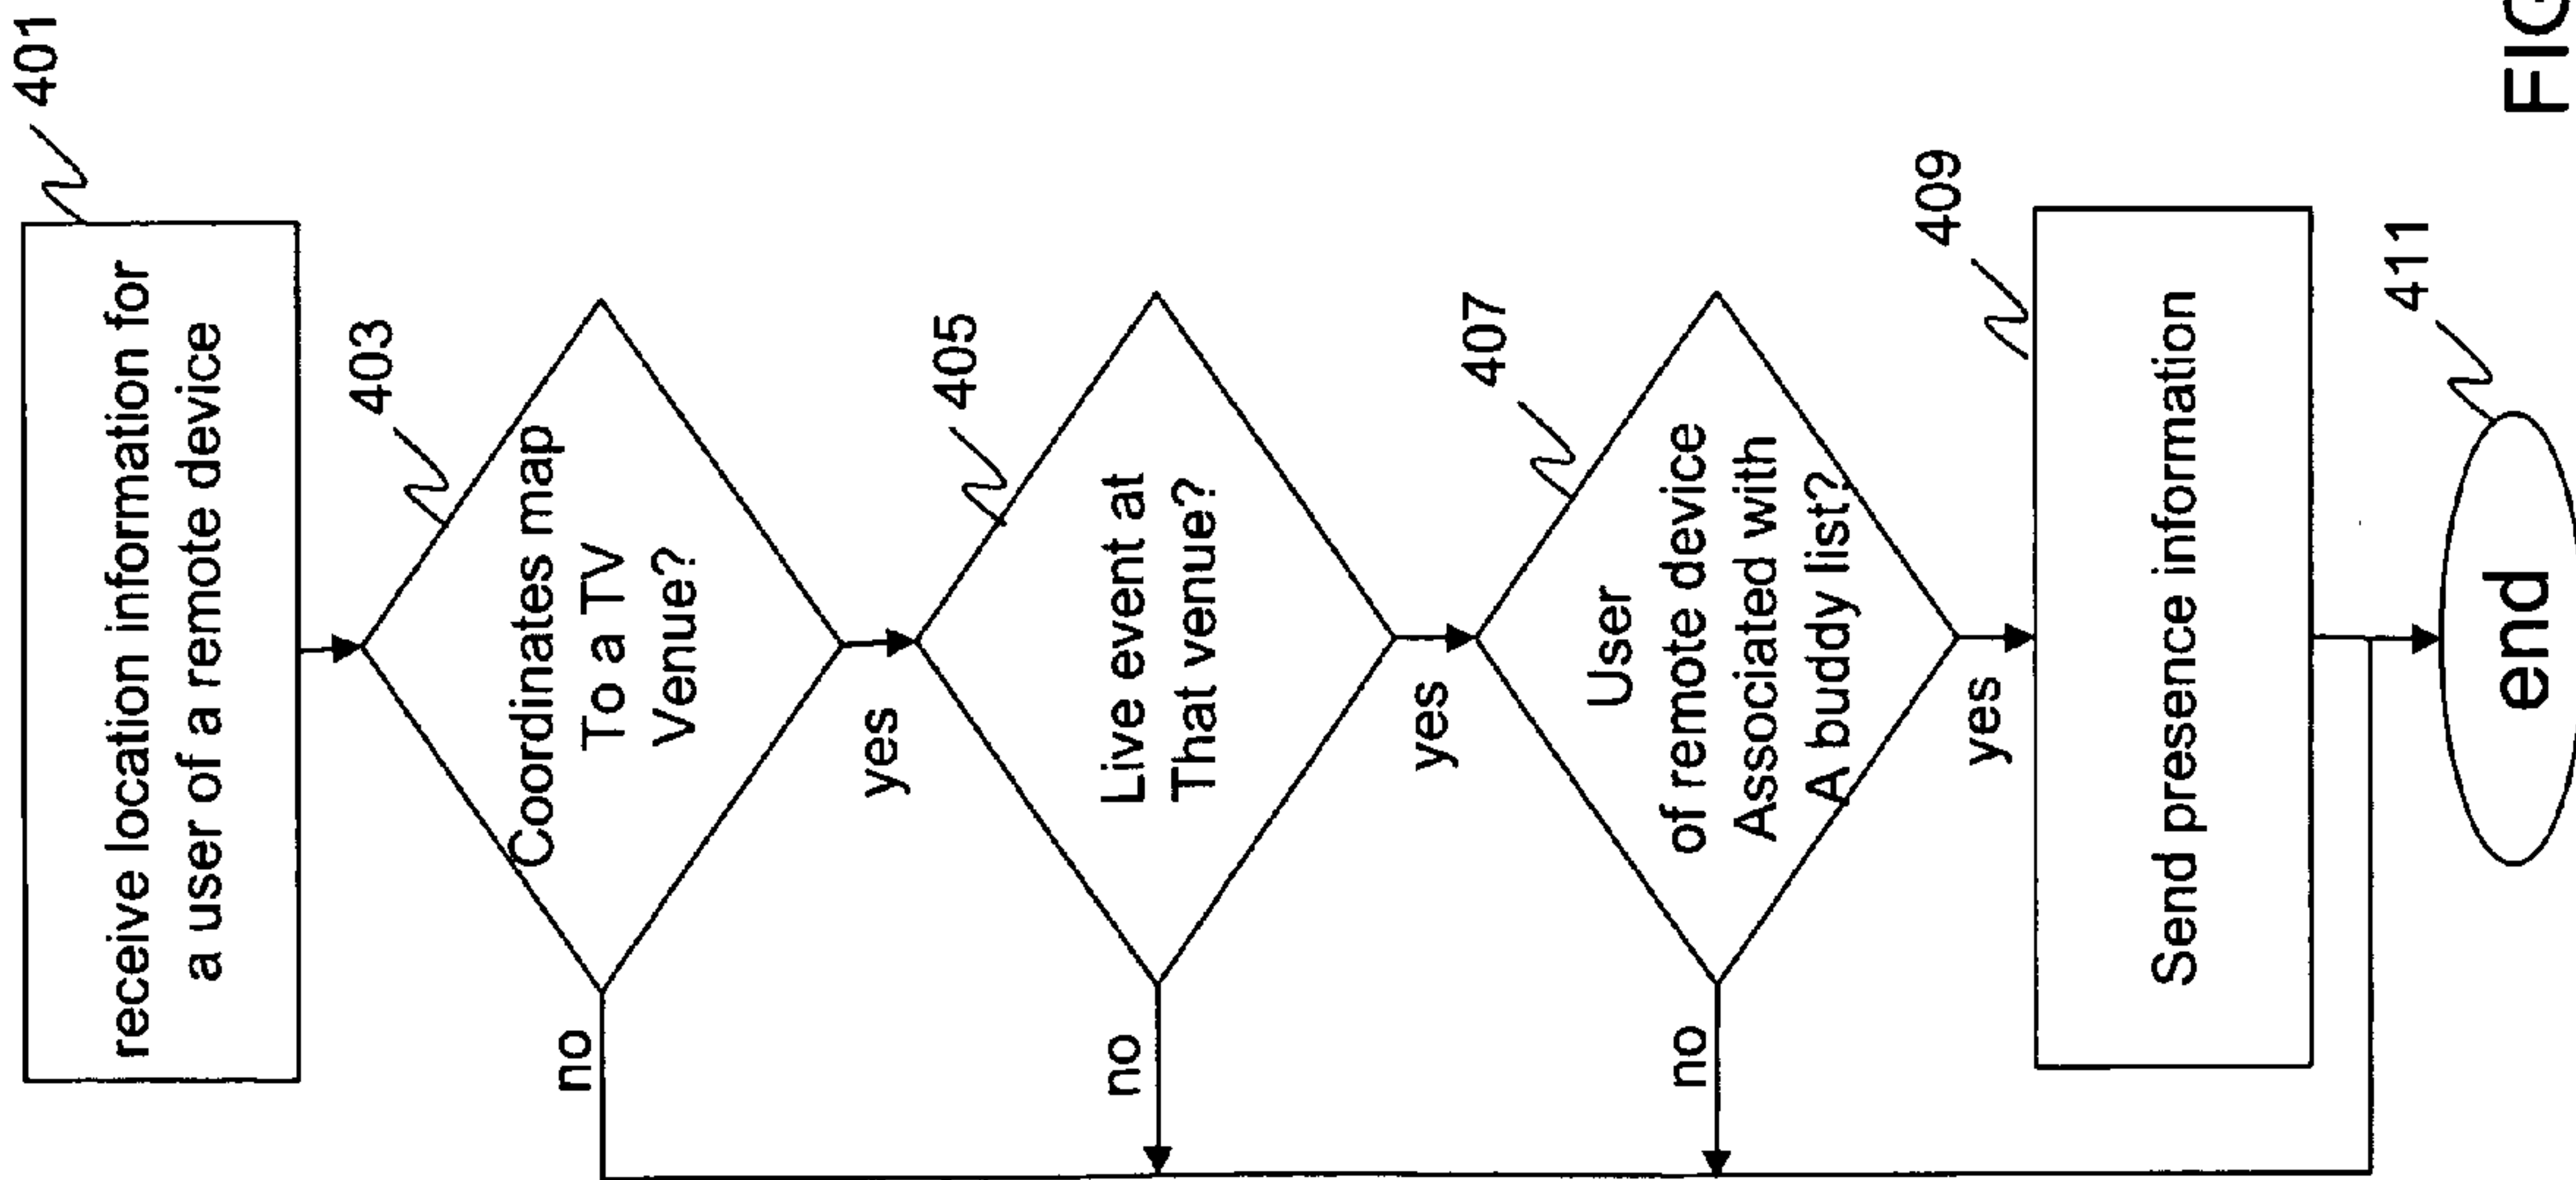 401
receive location information for
a user of a remote device
403
Coordinates map
To a TV
Venue?
no
yes
405
Live event at
That venue?
no
yes
407
User
of remote device
Associated with
A buddy list?
no
yes
409
Send presence information
411
end
FIG